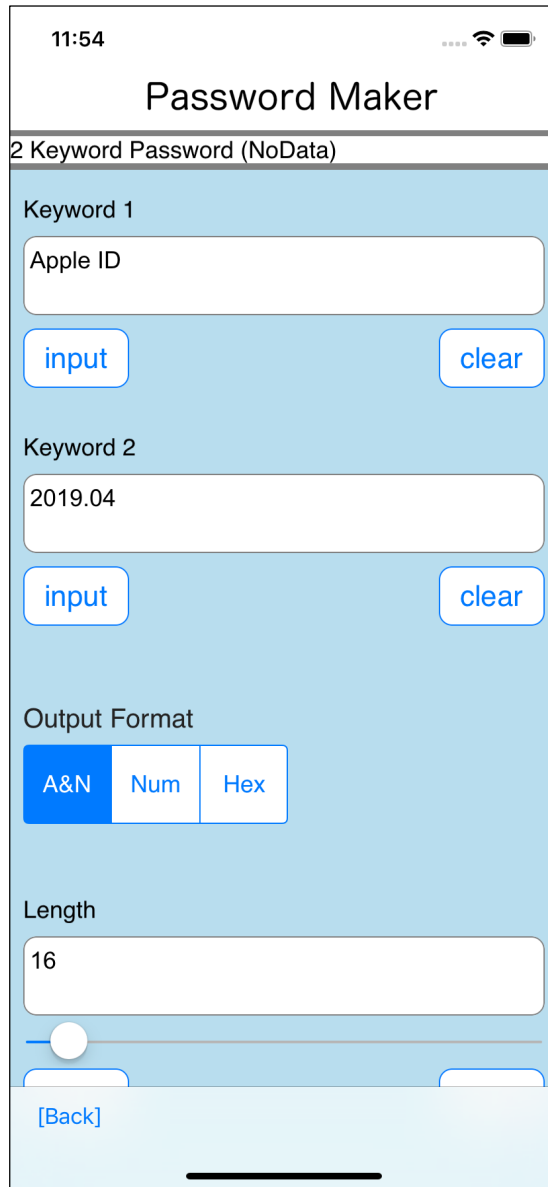 11:54
Password Maker
2 Keyword Password (NoData)
Keyword 1
Apple ID
input clear
Keyword 2
2019.04
input clear
Output Format
A&N Num Hex
Length
16
[Back]